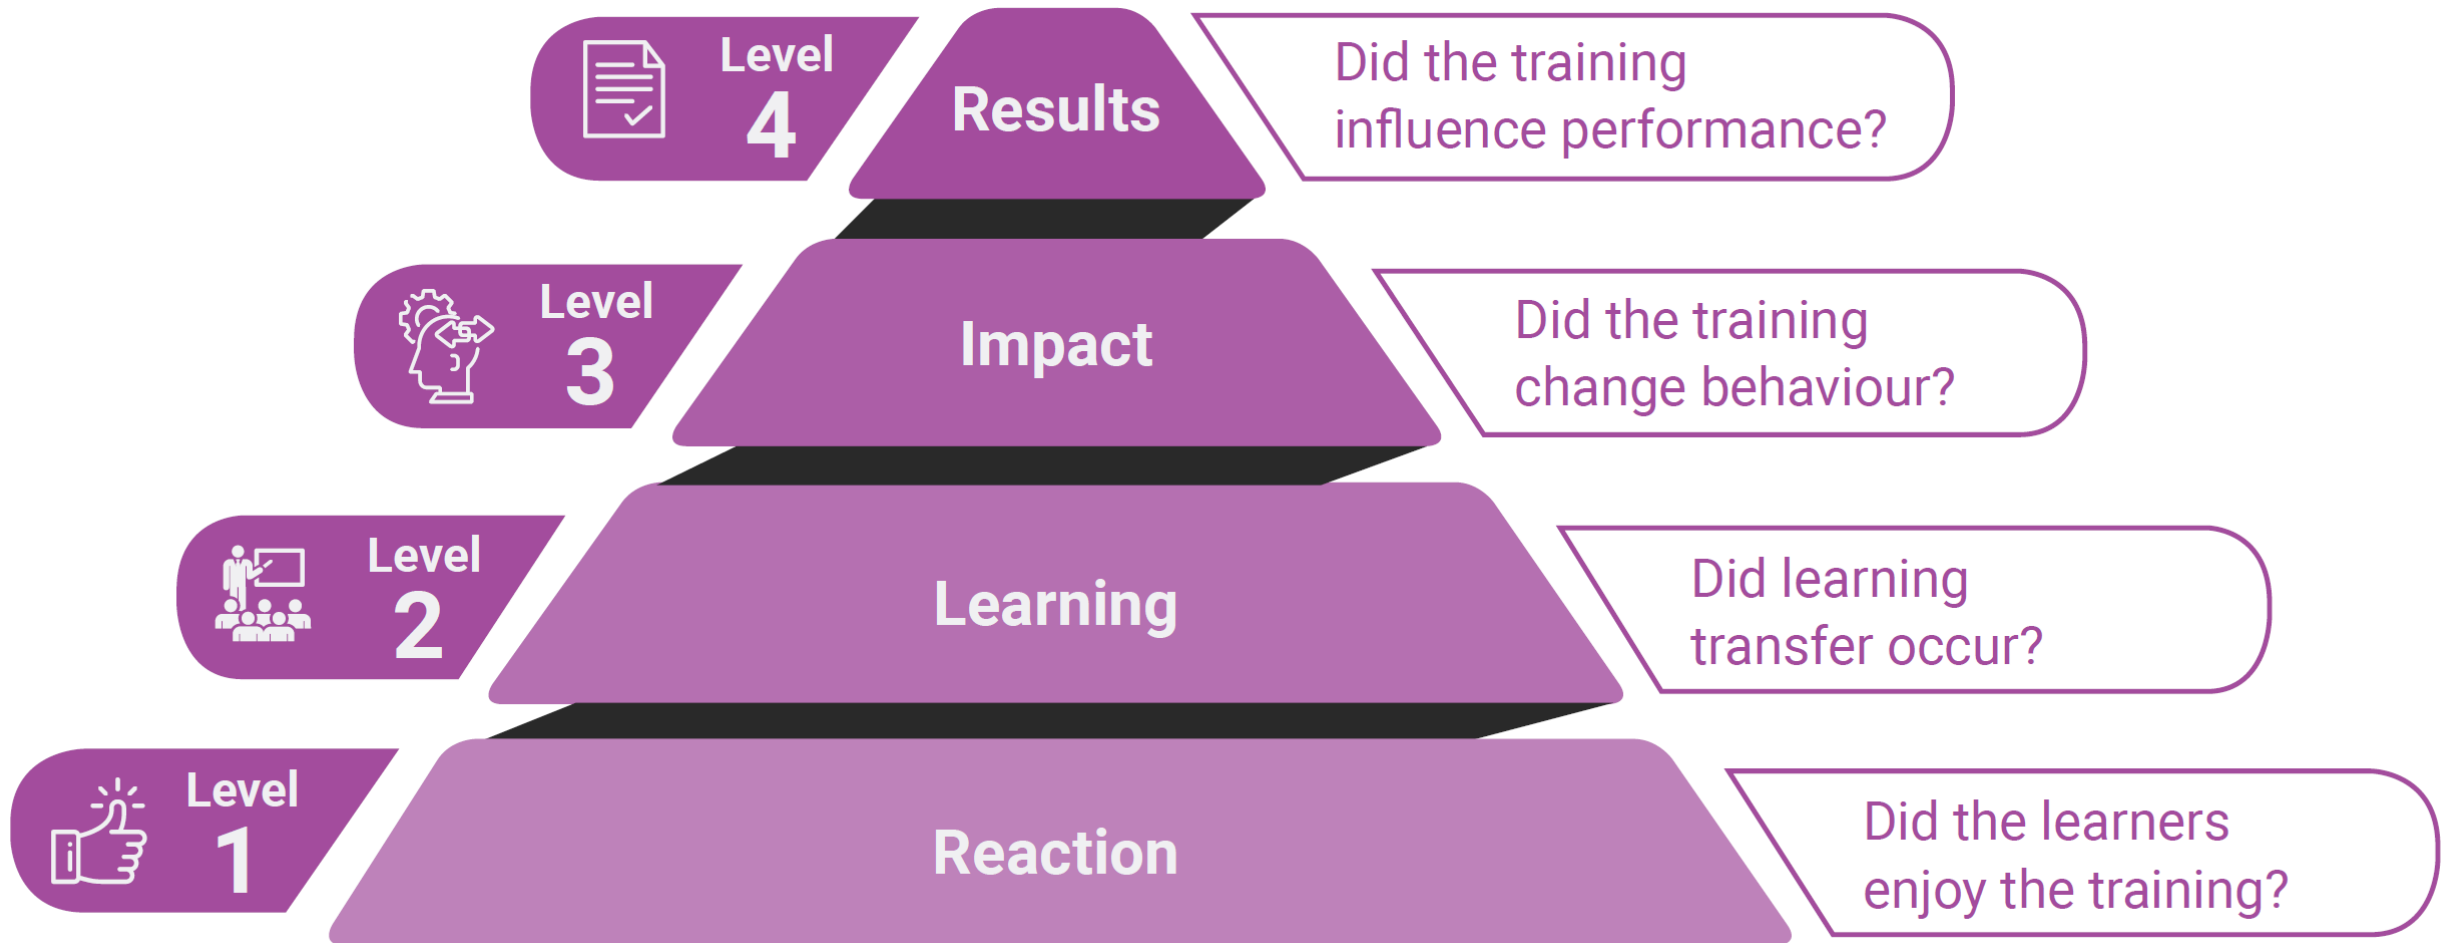 Level
4
Results
Did the training
influence performance?
Level
3
Impact
Did the training
change behaviour?
Level
2
Learning
Did learning
transfer occur?
Level
1
Reaction
Did the learners
enjoy the training?